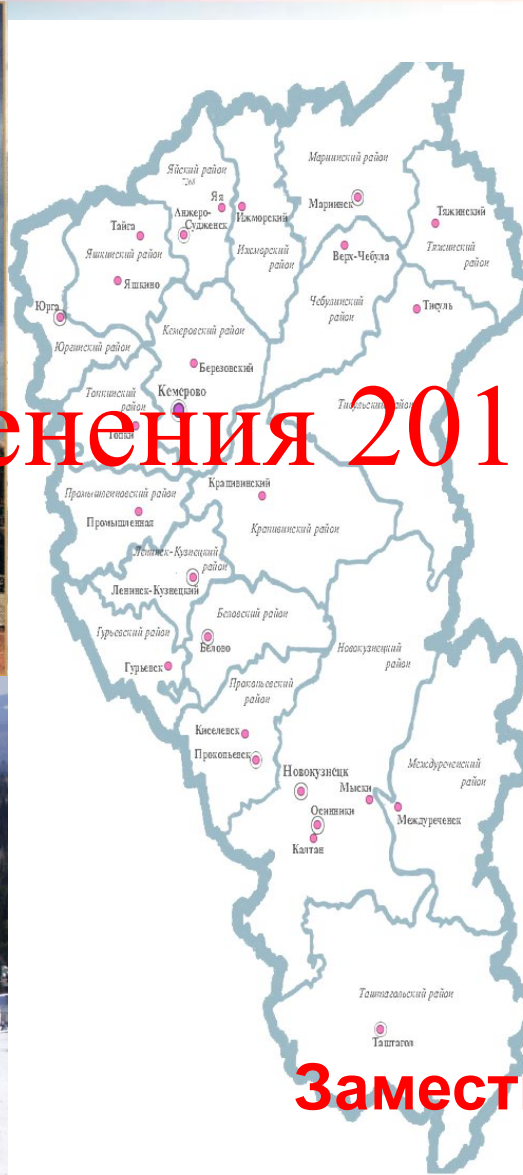 Мариинский район
Яйский район
Мариинск
Яя
Анжеро-
Судженск
Ижморский
Тяжинский
Тайга
Ижморский
район
Верх-Чебула
Тяжинский
район
Яшкинский район
Яшкино
Чебулинский
район
Тисуль
Юрга
Кемеровский район
Юргинский район
Березовский
Топкинский
район
Кемерово
Тисульский район
Топки
енения 201
Крапивинский
Промышленновский район
Промышленная
Крапивинский район
Ленинск-Кузнецкий
район
Ленинск-Кузнецкий
Беловский район
Гурьевский район
Белово
Новокузнецкий
район
Гурьевск
Прокопьевский
район
Киселевск
Прокопьевск
Междуреченский
район
Новокузнецк
Мыски
Осинники
Междуреченск
Калтан
Таштагольский район
Таштагол
Замест